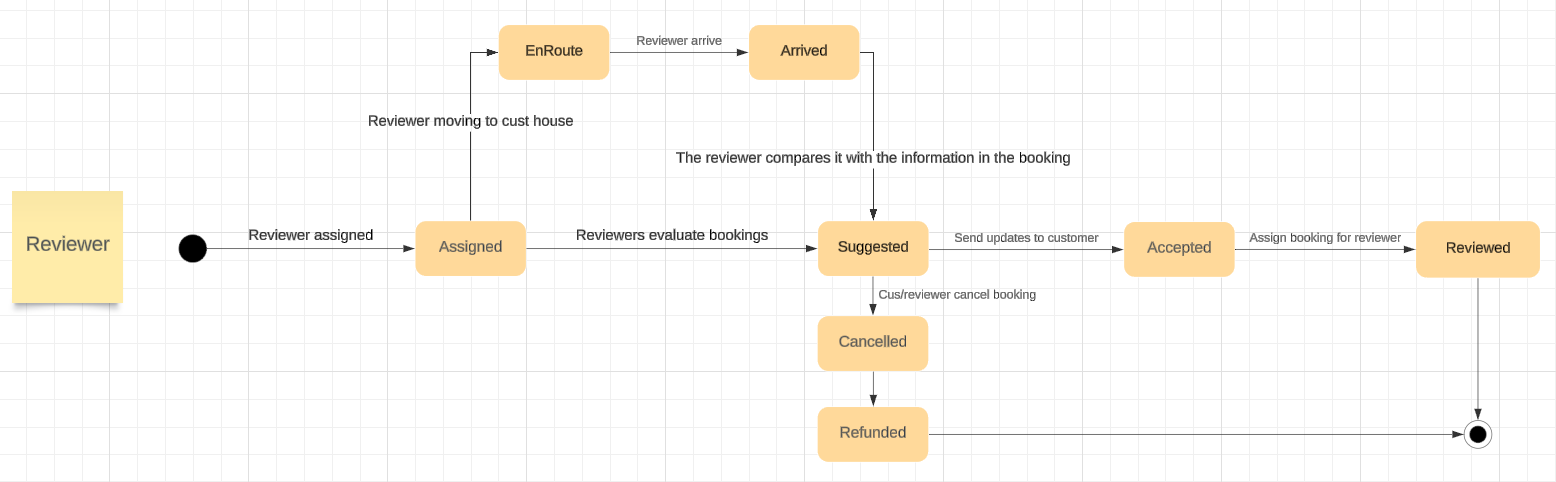 EnRoute
Reviewer arrive
Arrived
Reviewer moving to cust house
The reviewer compares it with the information in the booking
Reviewer
Reviewer assigned
Assigned
Reviewers evaluate bookings
Suggested
Send updates to customer
Accepted
Assign booking for reviewer
Reviewed
Cus/reviewer cancel booking
Cancelled
Refunded